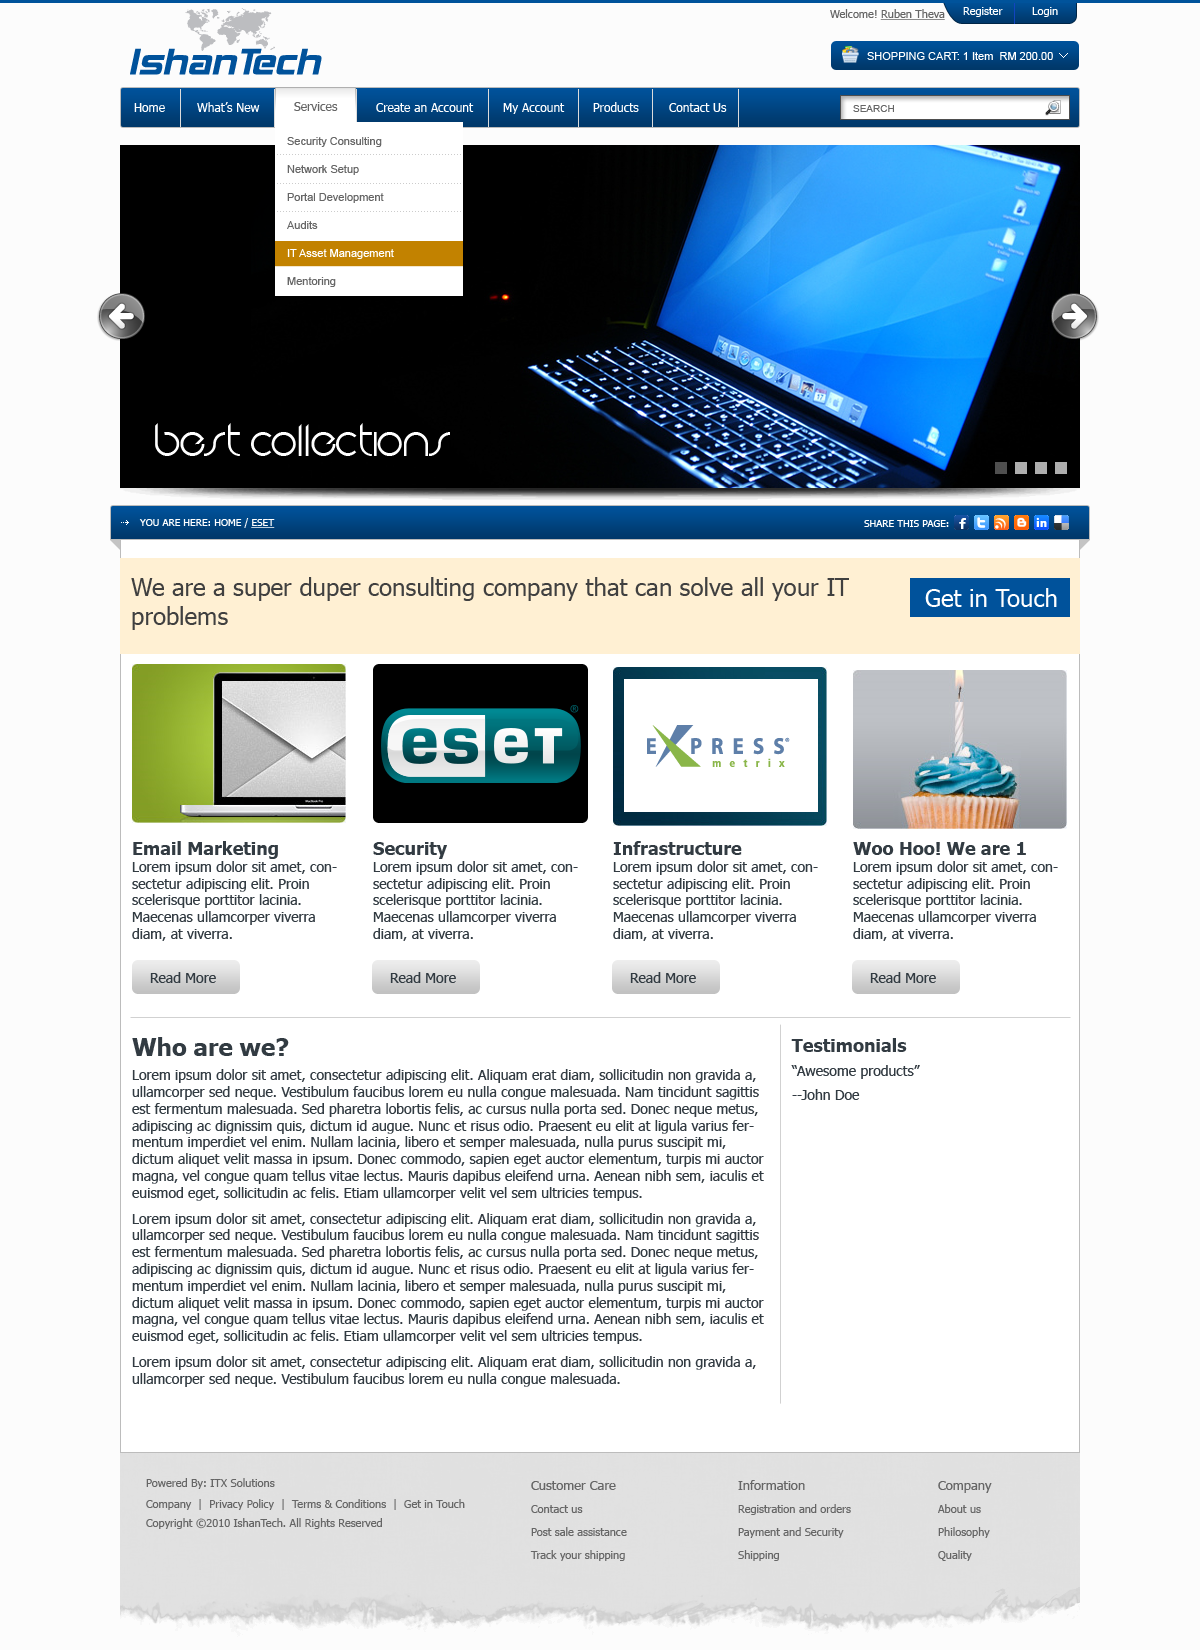 Welcome! Ruben Theva
Register
Login
IshanTech
SHOPPING CART: 1 Item RM 200.00
Home
What's New
Services
Create an Account
My Account
Products
Contact Us
SEARCH
Security Consulting
Network Setup
Portal Development
Audits
IT Asset Management
Mentoring
best collections
YOU ARE HERE: HOME / ESET
SHARE THIS PAGE:
We are a super duper consulting company that can solve all your IT
problems
Get in Touch
eseT®
EXPRESS®
metrix
Email Marketing
Lorem ipsum dolor sit amet, con-
sectetur adipiscing elit. Proin
scelerisque porttitor lacinia.
Maecenas ullamcorper viverra
diam, at viverra.
Read More
Security
Lorem ipsum dolor sit amet, con-
sectetur adipiscing elit. Proin
scelerisque porttitor lacinia.
Maecenas ullamcorper viverra
diam, at viverra.
Read More
Infrastructure
Lorem ipsum dolor sit amet, con-
sectetur adipiscing elit. Proin
scelerisque porttitor lacinia.
Maecenas ullamcorper viverra
diam, at viverra.
Read More
Woo Hoo! We are 1
Lorem ipsum dolor sit amet, con-
sectetur adipiscing elit. Proin
scelerisque porttitor lacinia.
Maecenas ullamcorper viverra
diam, at viverra.
Read More
Who are we?
Lorem ipsum dolor sit amet, consectetur adipiscing elit. Aliquam erat diam, sollicitudin non gravida a,
ullamcorper sed neque. Vestibulum faucibus lorem eu nulla congue malesuada. Nam tincidunt sagittis
est fermentum malesuada. Sed pharetra lobortis felis, ac cursus nulla porta sed. Donec neque metus,
adipiscing ac dignissim quis, dictum id augue. Nunc et risus odio. Praesent eu elit at ligula varius fer-
mentum imperdiet vel enim. Nullam lacinia, libero et semper malesuada, nulla purus suscipit mi,
dictum aliquet velit massa in ipsum. Donec commodo, sapien eget auctor elementum, turpis mi auctor
magna, vel congue quam tellus vitae lectus. Mauris dapibus eleifend urna. Aenean nibh sem, iaculis et
euismod eget, sollicitudin ac felis. Etiam ullamcorper velit vel sem ultricies tempus.
Lorem ipsum dolor sit amet, consectetur adipiscing elit. Aliquam erat diam, sollicitudin non gravida a,
ullamcorper sed neque. Vestibulum faucibus lorem eu nulla congue malesuada. Nam tincidunt sagittis
est fermentum malesuada. Sed pharetra lobortis felis, ac cursus nulla porta sed. Donec neque metus,
adipiscing ac dignissim quis, dictum id augue. Nunc et risus odio. Praesent eu elit at ligula varius fer-
mentum imperdiet vel enim. Nullam lacinia, libero et semper malesuada, nulla purus suscipit mi,
dictum aliquet velit massa in ipsum. Donec commodo, sapien eget auctor elementum, turpis mi auctor
magna, vel congue quam tellus vitae lectus. Mauris dapibus eleifend urna. Aenean nibh sem, iaculis et
euismod eget, sollicitudin ac felis. Etiam ullamcorper velit vel sem ultricies tempus.
Lorem ipsum dolor sit amet, consectetur adipiscing elit. Aliquam erat diam, sollicitudin non gravida a,
ullamcorper sed neque. Vestibulum faucibus lorem eu nulla congue malesuada.
Testimonials
“Awesome products”
--John Doe
Powered By: ITX Solutions
Company | Privacy Policy | Terms & Conditions | Get in Touch
Copyright ©2010 IshanTech. All Rights Reserved
Customer Care
Contact us
Post sale assistance
Track your shipping
Information
Registration and orders
Payment and Security
Shipping
Company
About us
Philosophy
Quality